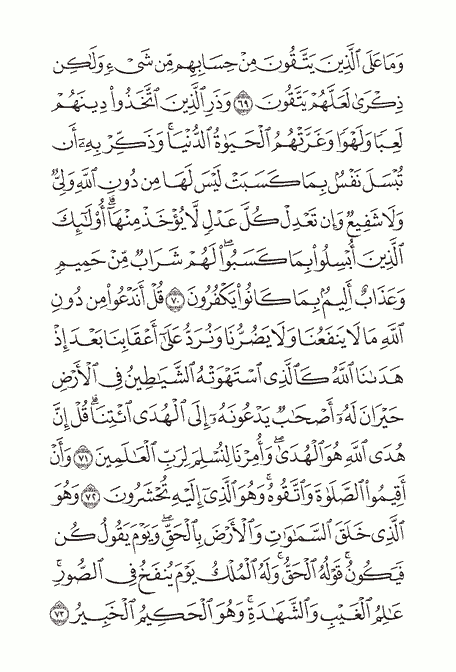 وَمَا عَلَى ٱلَّذِينَ يَتَّقُونَ مِنْ حِسَابِهِم مِّن شَىْءٍ وَلَٰكِن
ذِكْرَىٰ لَعَلَّهُمْ يَتَّقُونَ ٦٩ وَذَرِ ٱلَّذِينَ ٱتَّخَذُوا۟ دِينَهُمْ
لَعِبًا وَلَهْوًا وَغَرَّتْهُمُ ٱلْحَيَوٰةُ ٱلدُّنْيَا ۚ وَذَكِّرْ بِهِۦٓ أَن
تُبْسَلَ نَفْسٌۢ بِمَا كَسَبَتْ لَيْسَ لَهَا مِن دُونِ ٱللَّهِ وَلِىٌّ
وَلَا شَفِيعٌ وَإِن تَعْدِلْ كُلَّ عَدْلٍ لَّا يُؤْخَذْ مِنْهَآ ۗ أُو۟لَٰٓئِكَ
ٱلَّذِينَ أُبْسِلُوا۟ بِمَا كَسَبُوا۟ ۖ لَهُمْ شَرَابٌ مِّنْ حَمِيمٍ
وَعَذَابٌ أَلِيمٌۢ بِمَا كَانُوا۟ يَكْفُرُونَ ٧٠ قُلْ أَنَدْعُوا۟ مِن دُونِ
ٱللَّهِ مَا لَا يَنفَعُنَا وَلَا يَضُرُّنَا وَنُرَدُّ عَلَىٰٓ أَعْقَابِنَا بَعْدَ إِذْ
هَدَىٰنَا ٱللَّهُ كَٱلَّذِى ٱسْتَهْوَتْهُ ٱلشَّيَٰطِينُ فِى ٱلْأَرْضِ
حَيْرَانَ لَهُۥٓ أَصْحَٰبٌ يَدْعُونَهُۥٓ إِلَى ٱلْهُدَى ٱئْتِنَا ۗ قُلْ إِنَّ
هُدَى ٱللَّهِ هُوَ ٱلْهُدَىٰ ۖ وَأُمِرْنَا لِنُسْلِمَ لِرَبِّ ٱلْعَٰلَمِينَ ٧١ وَأَنْ
أَقِيمُوا۟ ٱلصَّلَوٰةَ وَٱتَّقُوهُ ۚ وَهُوَ ٱلَّذِىٓ إِلَيْهِ تُحْشَرُونَ ٧٢ وَهُوَ
ٱلَّذِى خَلَقَ ٱلسَّمَٰوَٰتِ وَٱلْأَرْضَ بِٱلْحَقِّ ۖ وَيَوْمَ يَقُولُ كُن
فَيَكُونُ ۚ قَوْلُهُ ٱلْحَقُّ ۚ وَلَهُ ٱلْمُلْكُ يَوْمَ يُنفَخُ فِى ٱلصُّورِ ۚ
عَٰلِمُ ٱلْغَيْبِ وَٱلشَّهَٰدَةِ ۚ وَهُوَ ٱلْحَكِيمُ ٱلْخَبِيرُ ٧٣